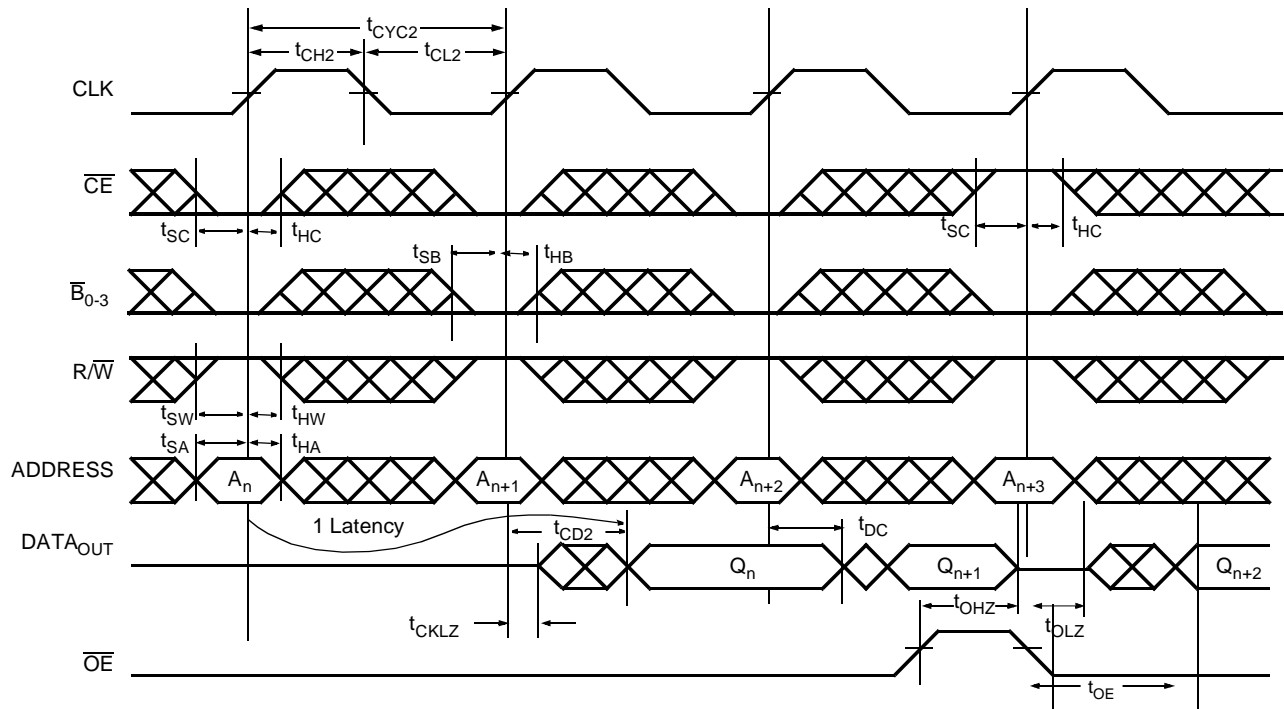 tCYC2
tCH2 tCL2
CLK
CE
tSC tHC tSC tHC
tSB tHB
B0-3
R/W
tSW tHW
tSA tHA
ADDRESS An An+1 An+2 An+3
1 Latency tCD2 tDC
DATAOUT Qn Qn+1 Qn+2
tOHZ
tCKLZ tOLZ
OE
tOE